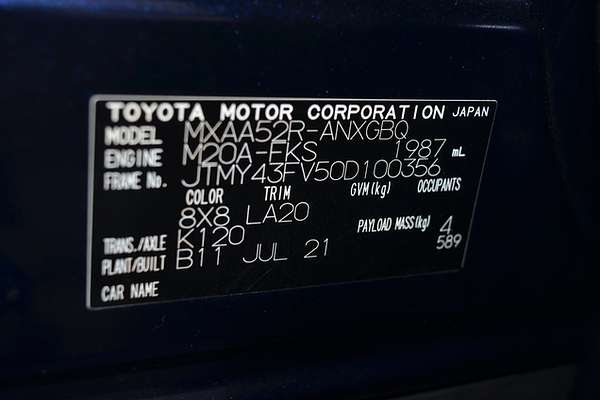 TOYOTA MOTOR CORPORATION JAPAN
MODEL MXAA52R-ANXGBQ
ENGINE M20A-FKS 1987 mL
FRAME No. JTMY43FV50D100356
COLOR TRIM GVM(kg) OCCUPANTS
8X8 LA20 PAYLOAD MASS(kg) 4
TRANS./AXLE K120 589
PLANT/BUILT B11 JUL 21
CAR NAME